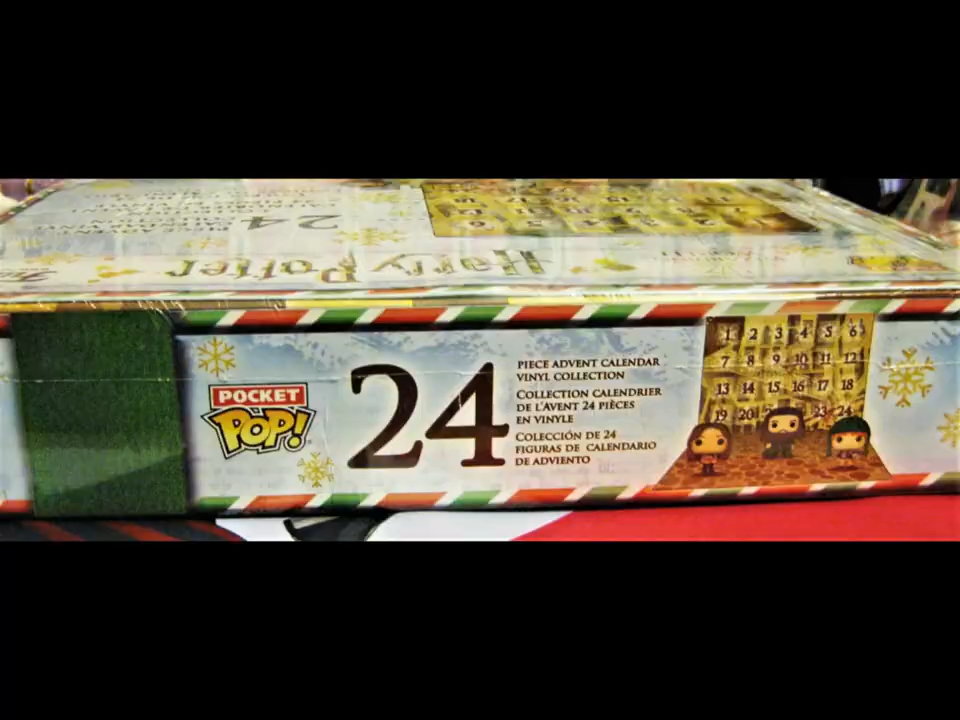 24
Harry Potter
POCKET
POP!
24
PIECE ADVENT CALENDAR
VINYL COLLECTION
COLLECTION CALENDRIER
DE L'AVENT 24 PIÈCES
EN VINYLE
COLECCIÓN DE 24
FIGURAS DE CALENDARIO
DE ADVIENTO
1 2 3 4 5 6
7 8 9 10 11 12
13 14 15 16 17 18
19 20 23 24